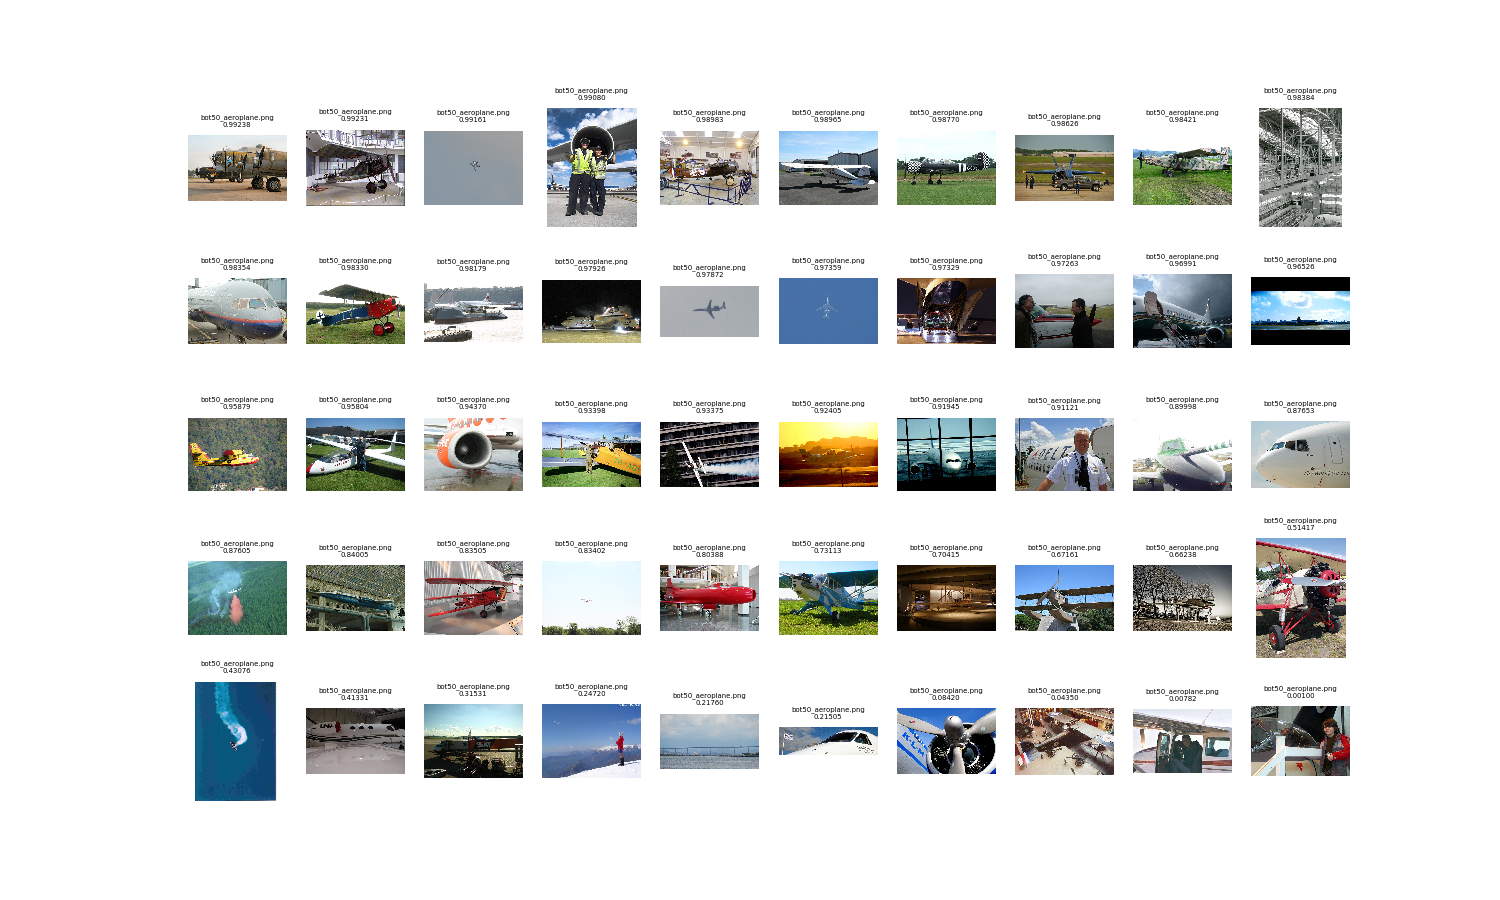 bot50_aeroplane.png
0.99238
bot50_aeroplane.png
0.99231
bot50_aeroplane.png
0.99161
bot50_aeroplane.png
0.99080
bot50_aeroplane.png
0.98983
bot50_aeroplane.png
0.98965
bot50_aeroplane.png
0.98770
bot50_aeroplane.png
0.98626
bot50_aeroplane.png
0.98421
bot50_aeroplane.png
0.98384
bot50_aeroplane.png
0.98354
bot50_aeroplane.png
0.98330
bot50_aeroplane.png
0.98179
bot50_aeroplane.png
0.97926
bot50_aeroplane.png
0.97872
bot50_aeroplane.png
0.97359
bot50_aeroplane.png
0.97329
bot50_aeroplane.png
0.97263
bot50_aeroplane.png
0.96991
bot50_aeroplane.png
0.96526
bot50_aeroplane.png
0.95879
bot50_aeroplane.png
0.95804
bot50_aeroplane.png
0.94370
bot50_aeroplane.png
0.93398
bot50_aeroplane.png
0.93375
bot50_aeroplane.png
0.92405
bot50_aeroplane.png
0.91945
bot50_aeroplane.png
0.91121
bot50_aeroplane.png
0.89998
bot50_aeroplane.png
0.87653
bot50_aeroplane.png
0.87605
bot50_aeroplane.png
0.84005
bot50_aeroplane.png
0.83505
bot50_aeroplane.png
0.83402
bot50_aeroplane.png
0.80388
bot50_aeroplane.png
0.73113
bot50_aeroplane.png
0.70415
bot50_aeroplane.png
0.67161
bot50_aeroplane.png
0.66238
bot50_aeroplane.png
0.51417
bot50_aeroplane.png
0.43076
bot50_aeroplane.png
0.41331
bot50_aeroplane.png
0.31531
bot50_aeroplane.png
0.24720
bot50_aeroplane.png
0.21760
bot50_aeroplane.png
0.21505
bot50_aeroplane.png
0.08420
KLM
bot50_aeroplane.png
0.04350
bot50_aeroplane.png
0.00782
bot50_aeroplane.png
0.00100